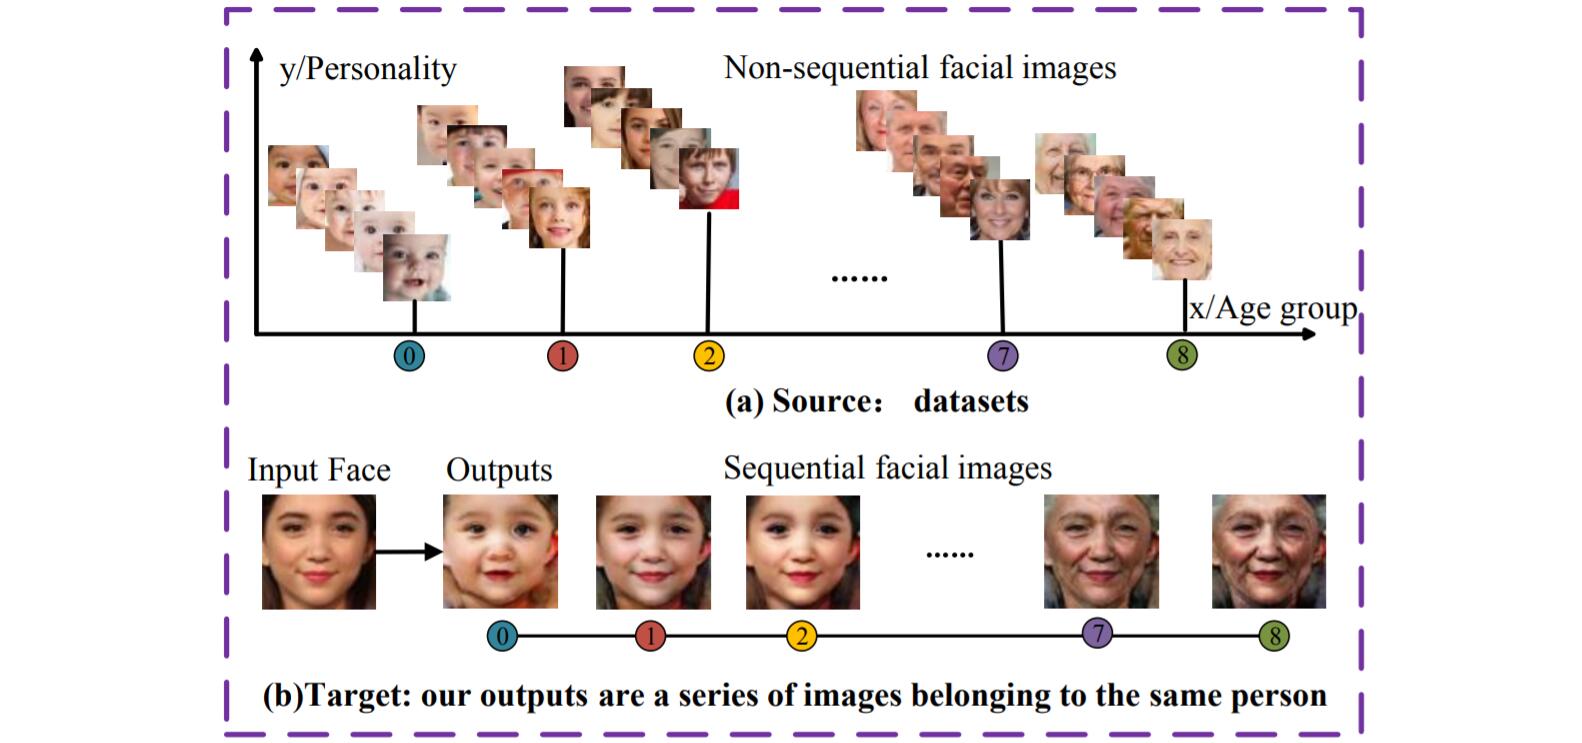 y/Personality
Non-sequential facial images
......
x/Age group
0
1
2
7
8
(a) Source： datasets
Input Face
Outputs
Sequential facial images
......
0
1
2
7
8
(b)Target: our outputs are a series of images belonging to the same person